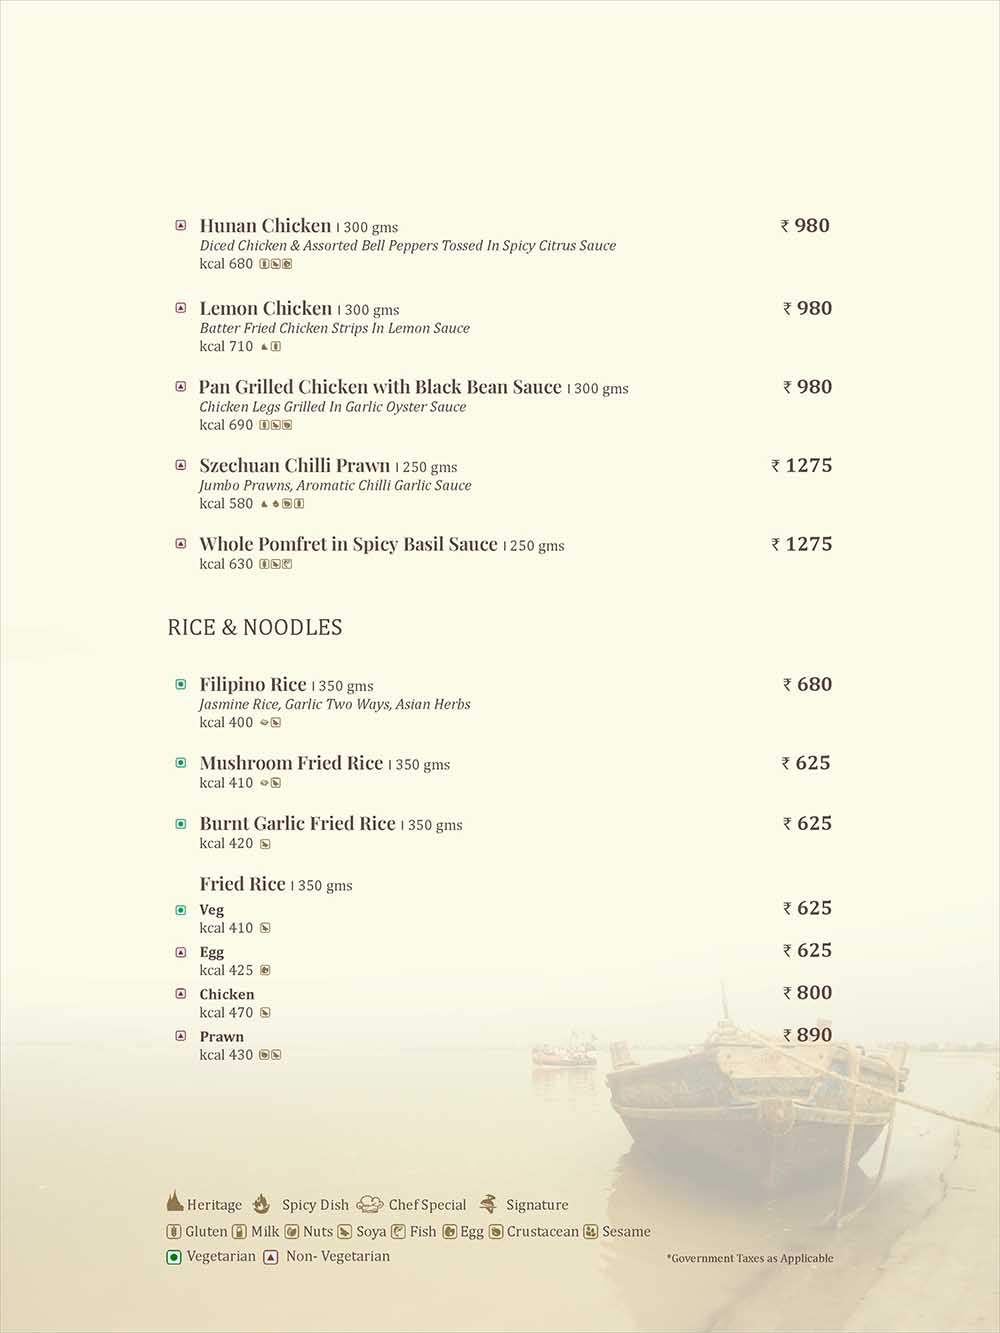 Hunan Chicken | 300 gms ₹ 980
Diced Chicken & Assorted Bell Peppers Tossed In Spicy Citrus Sauce
kcal 680
Lemon Chicken | 300 gms ₹ 980
Batter Fried Chicken Strips In Lemon Sauce
kcal 710
Pan Grilled Chicken with Black Bean Sauce | 300 gms ₹ 980
Chicken Legs Grilled In Garlic Oyster Sauce
kcal 690
Szechuan Chilli Prawn | 250 gms ₹ 1275
Jumbo Prawns, Aromatic Chilli Garlic Sauce
kcal 580
Whole Pomfret in Spicy Basil Sauce | 250 gms ₹ 1275
kcal 630
RICE & NOODLES
Filipino Rice | 350 gms ₹ 680
Jasmine Rice, Garlic Two Ways, Asian Herbs
kcal 400
Mushroom Fried Rice | 350 gms ₹ 625
kcal 410
Burnt Garlic Fried Rice | 350 gms ₹ 625
kcal 420
Fried Rice | 350 gms
Veg ₹ 625
kcal 410
Egg ₹ 625
kcal 425
Chicken ₹ 800
kcal 470
Prawn ₹ 890
kcal 430
Heritage Spicy Dish Chef Special Signature
Gluten Milk Nuts Soya Fish Egg Crustacean Sesame
Vegetarian Non- Vegetarian *Government Taxes as Applicable